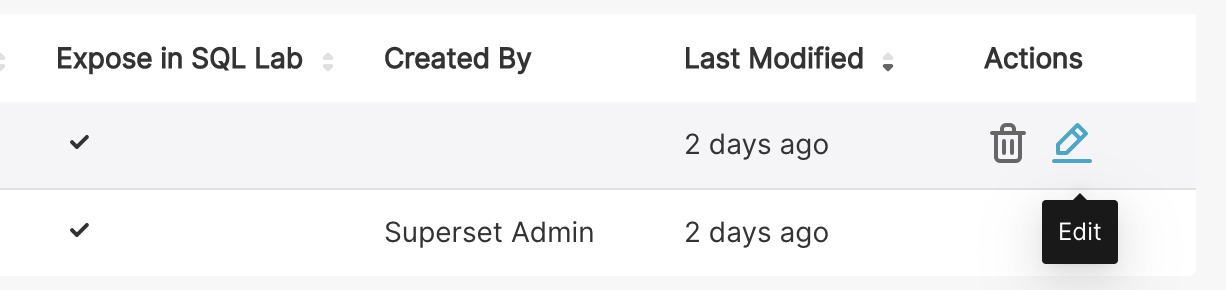 Expose in SQL Lab Created By Last Modified Actions
2 days ago
Superset Admin 2 days ago
Edit